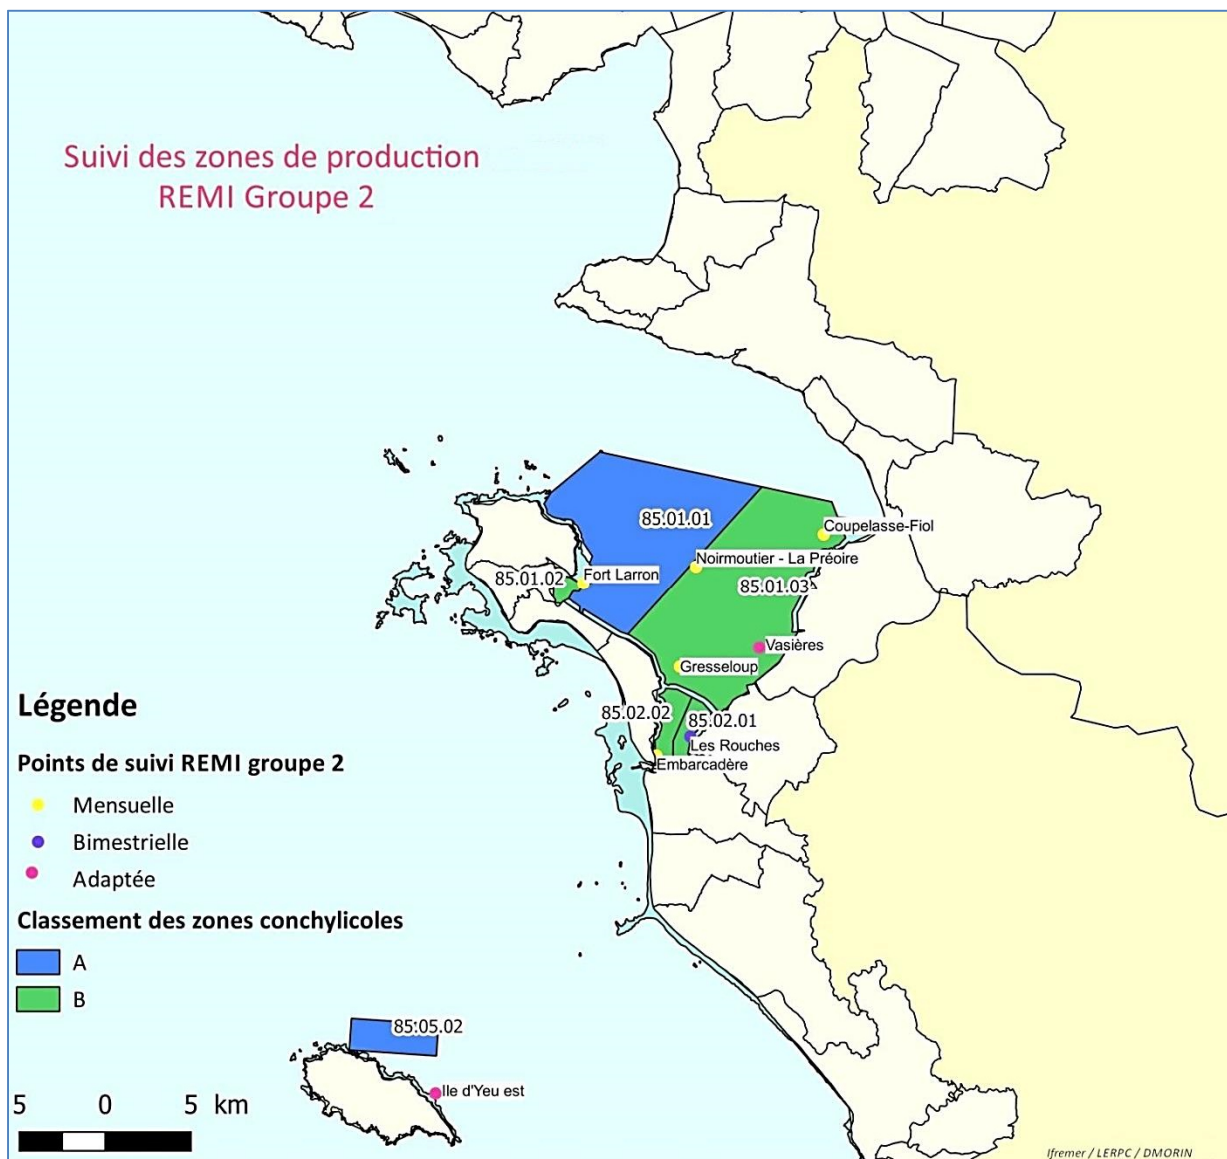 Suivi des zones de production
REMI Groupe 2
85.01.01
Coupelasse-Fiol
Noirmoutier - La Préoire
85.01.02
Fort Larron
85.01.03
Vasières
Gresseloup
85.02.02
85.02.01
Les Rouches
Embarcadère
Légende
Points de suivi REMI groupe 2
Mensuelle
Bimestrielle
Adaptée
Classement des zones conchylicoles
A
B
85.05.02
Ile d'Yeu est
5 0 5 km
Ifremer / LERPC / DMORIN